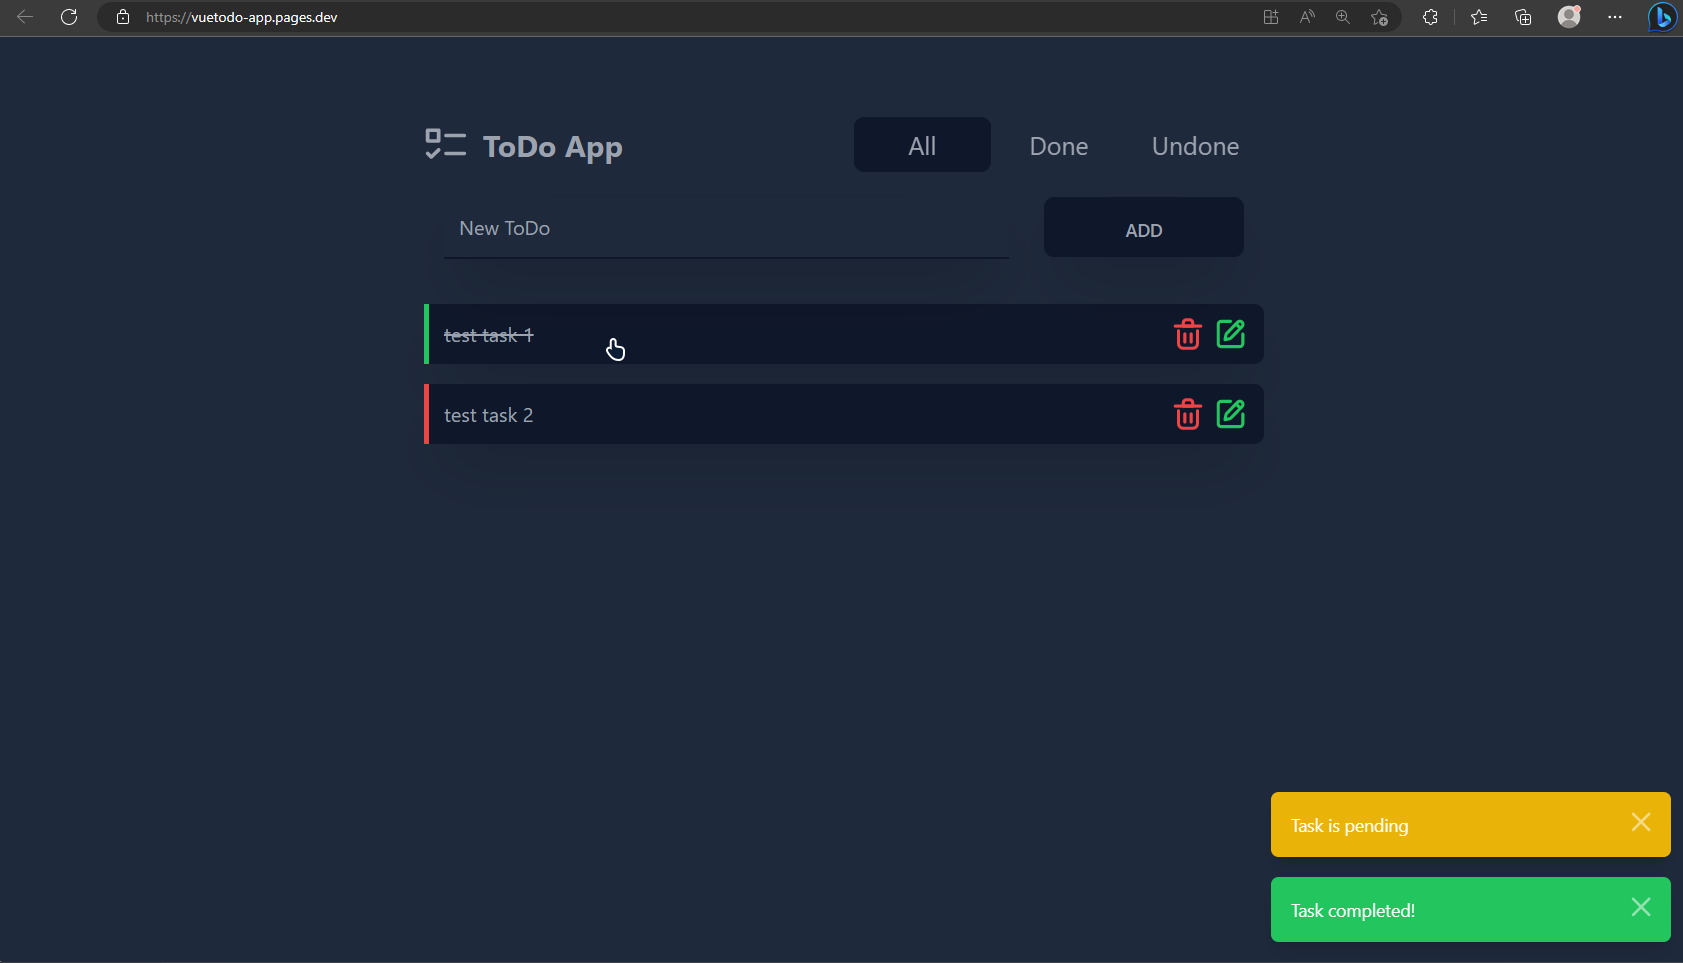 https://vuetodo-app.pages.dev
ToDo App
All
Done
Undone
New ToDo
ADD
test task 1
test task 2
Task is pending
Task completed!